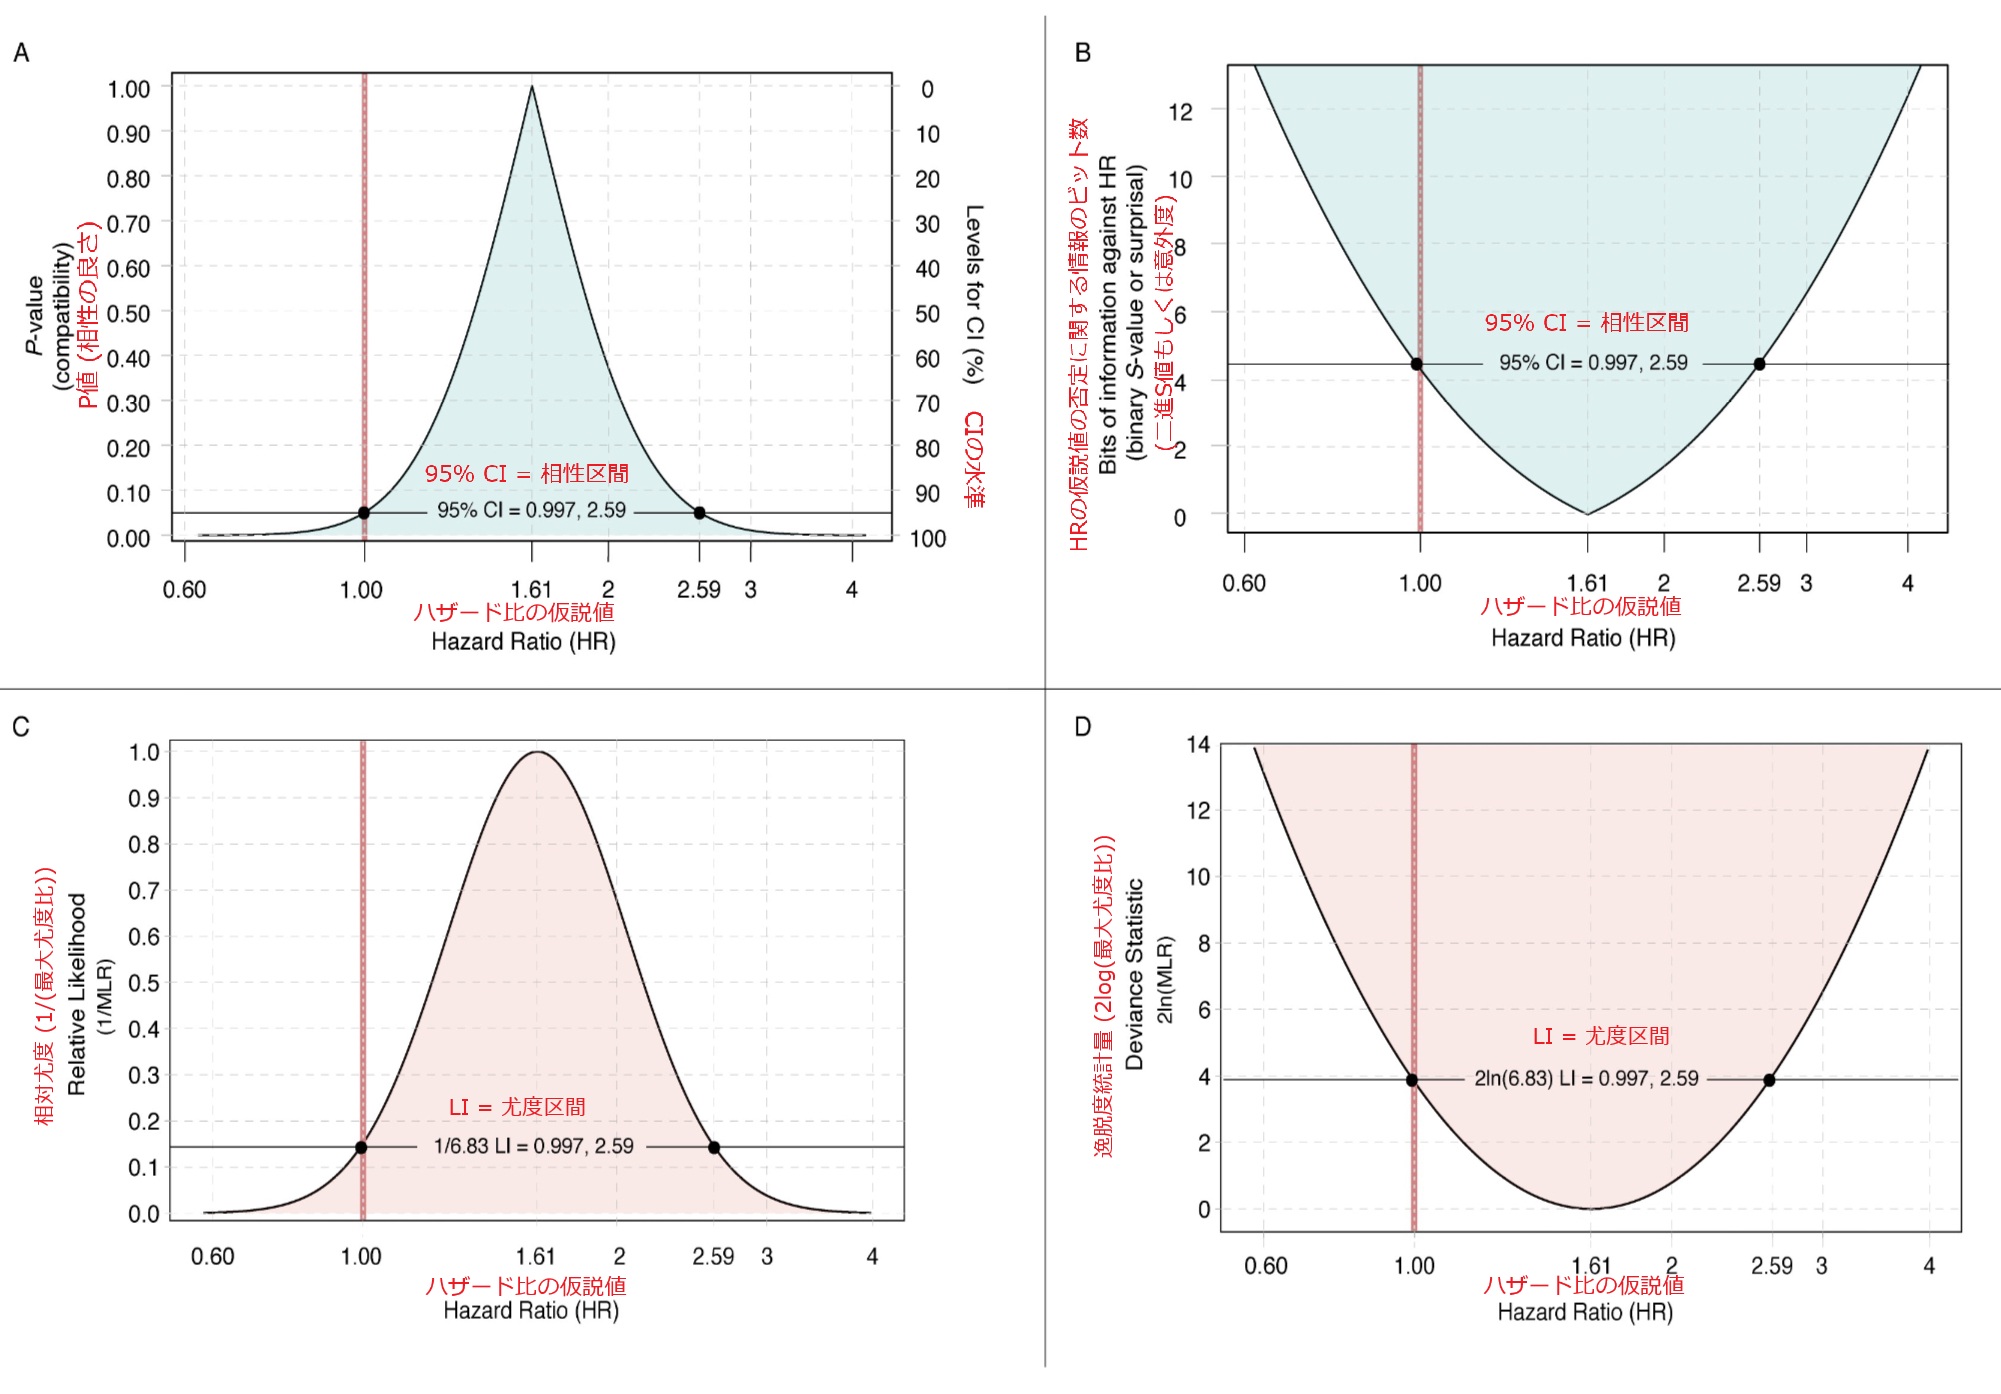 A
P-value
(compatibility)
P値 (相性の良さ)
1.00
0.90
0.80
0.70
0.60
0.50
0.40
0.30
0.20
0.10
0.00
0
10
20
30
40
50
60
70
80
90
100
Levels for CI (%)
CIの水準
95% CI = 相性区間
95% CI = 0.997, 2.59
0.60 1.00 1.61 2 2.59 3 4
ハザード比の仮説値
Hazard Ratio (HR)
B
HRの仮説値の否定に関する情報のビット数
Bits of information against HR
(binary S-value or surprisal)
(二進S値もしくは意外度)
12
10
8
6
4
2
0
95% CI = 相性区間
95% CI = 0.997, 2.59
0.60 1.00 1.61 2 2.59 3 4
ハザード比の仮説値
Hazard Ratio (HR)
C
相対尤度 (1/(最大尤度比))
Relative Likelihood
(1/MLR)
1.0
0.9
0.8
0.7
0.6
0.5
0.4
0.3
0.2
0.1
0.0
LI = 尤度区間
1/6.83 LI = 0.997, 2.59
0.60 1.00 1.61 2 2.59 3 4
ハザード比の仮説値
Hazard Ratio (HR)
D
逸脱度統計量 (2log(最大尤度比))
Deviance Statistic
2ln(MLR)
14
12
10
8
6
4
2
0
LI = 尤度区間
2ln(6.83) LI = 0.997, 2.59
0.60 1.00 1.61 2 2.59 3 4
ハザード比の仮説値
Hazard Ratio (HR)